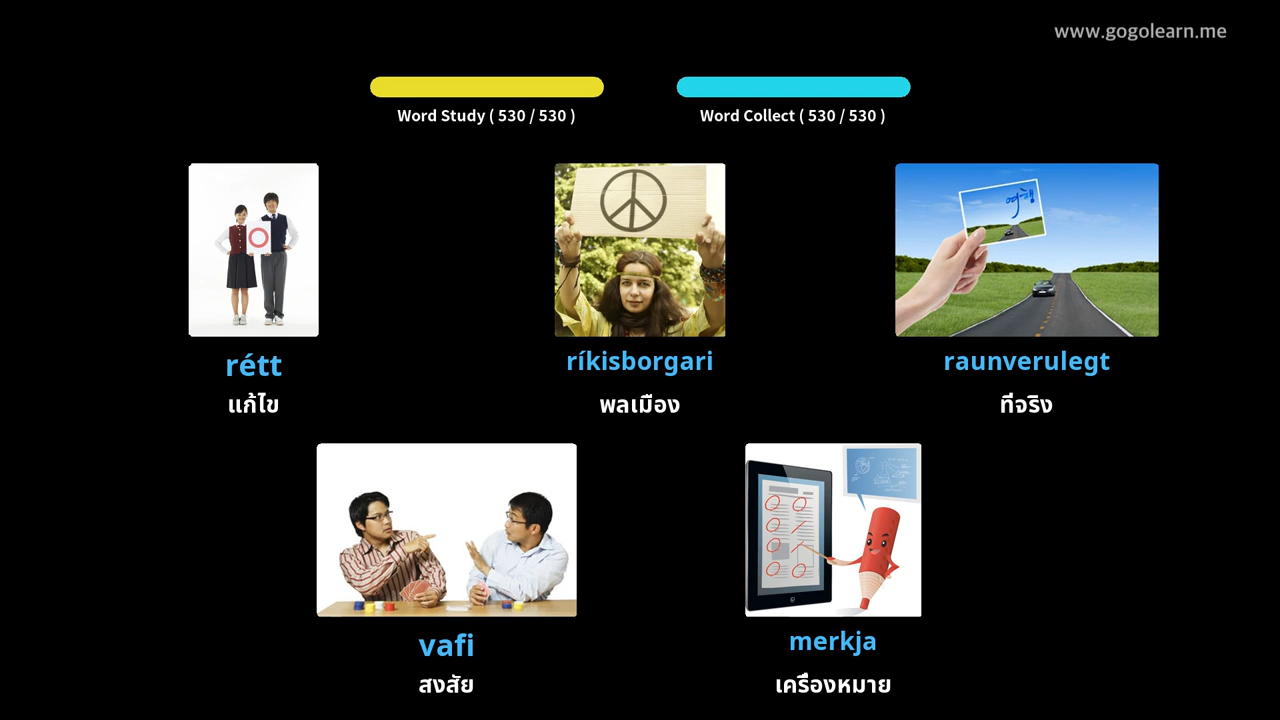 www.gogolearn.me
Word Study ( 530 / 530 )
Word Collect ( 530 / 530 )
여행
rétt
แก้ไข
ríkisborgari
พลเมือง
raunverulegt
ที่จริง
vafi
สงสัย
merkja
เครื่องหมาย